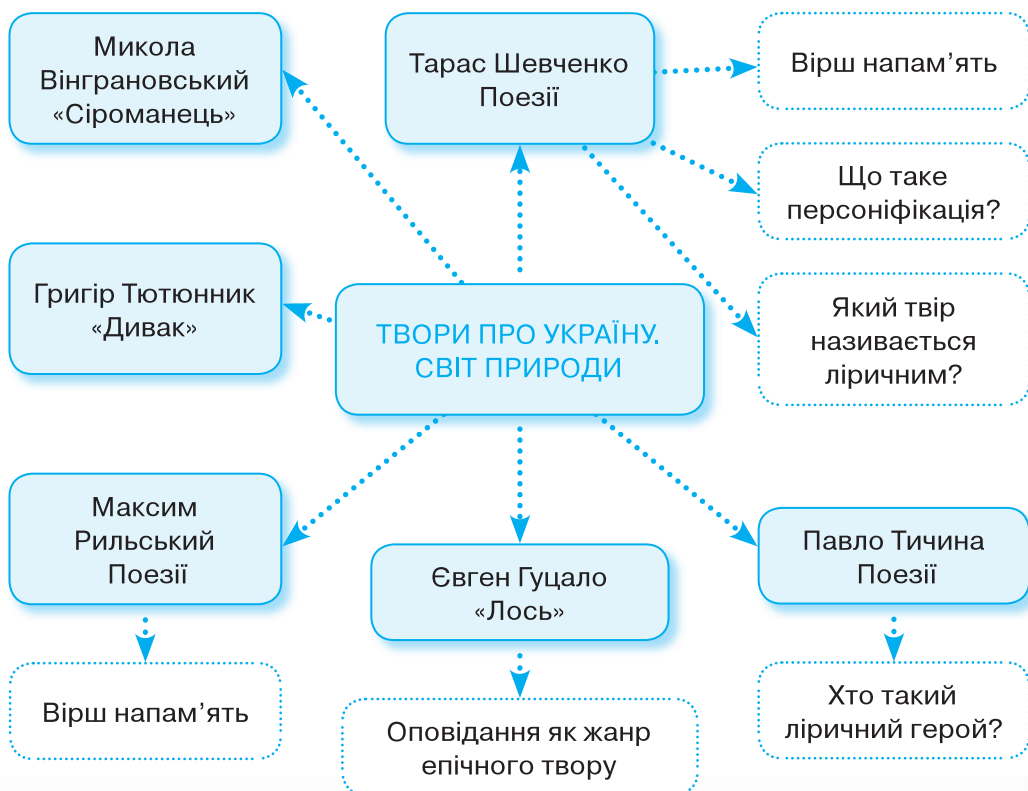 Микола
Вінграновський
«Сіроманець»
Тарас Шевченко
Поезії
Вірш напам’ять
Що таке
персоніфікація?
Григір Тютюнник
«Дивак»
ТВОРИ ПРО УКРАЇНУ.
СВІТ ПРИРОДИ
Який твір
називається
ліричним?
Максим
Рильський
Поезії
Євген Гуцало
«Лось»
Павло Тичина
Поезії
Вірш напам’ять
Оповідання як жанр
епічного твору
Хто такий
ліричний герой?